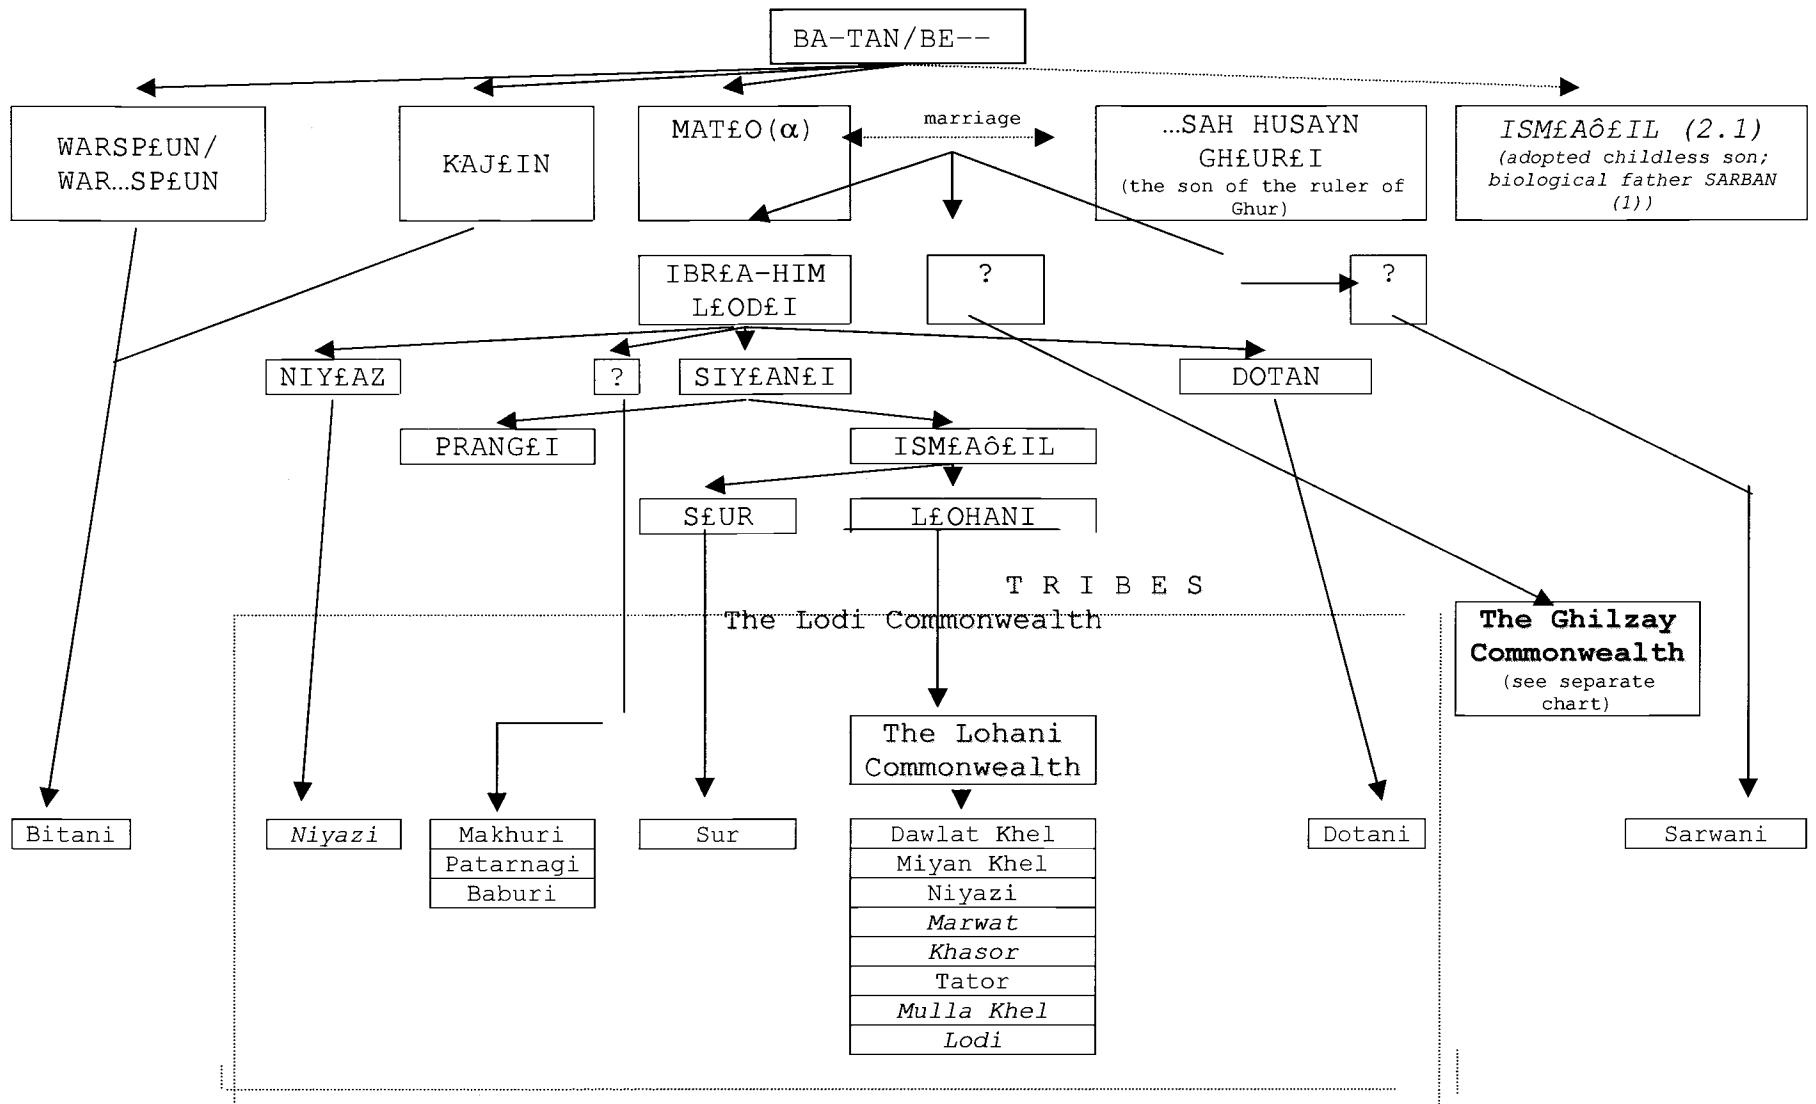 BA-TAN/BE--
WARSP£UN/
WAR...SP£UN
KAJ£IN
MAT£O(α)
marriage
...SAH HUSAYN
GH£UR£I
(the son of the ruler of
Ghur)
ISM£Aô£IL (2.1)
(adopted childless son;
biological father SARBAN
(1))
IBR£A-HIM
L£OD£I
?
?
NIY£AZ
?
SIY£AN£I
DOTAN
PRANG£I
ISM£Aô£IL
S£UR
L£OHANI
T R I B E S
The Lodi Commonwealth
The Ghilzay
Commonwealth
(see separate
chart)
The Lohani
Commonwealth
Bitani
Niyazi
Makhuri
Patarnagi
Baburi
Sur
Dawlat Khel
Miyan Khel
Niyazi
Marwat
Khasor
Tator
Mulla Khel
Lodi
Dotani
Sarwani